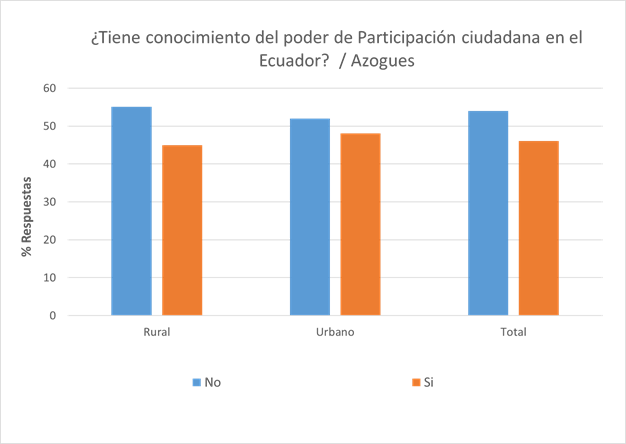 ¿Tiene conocimiento del poder de Participación ciudadana en el
Ecuador?  / Azogues
60
50
40
30
20
10
0
% Respuestas
Rural
Urbano
Total
No
Si